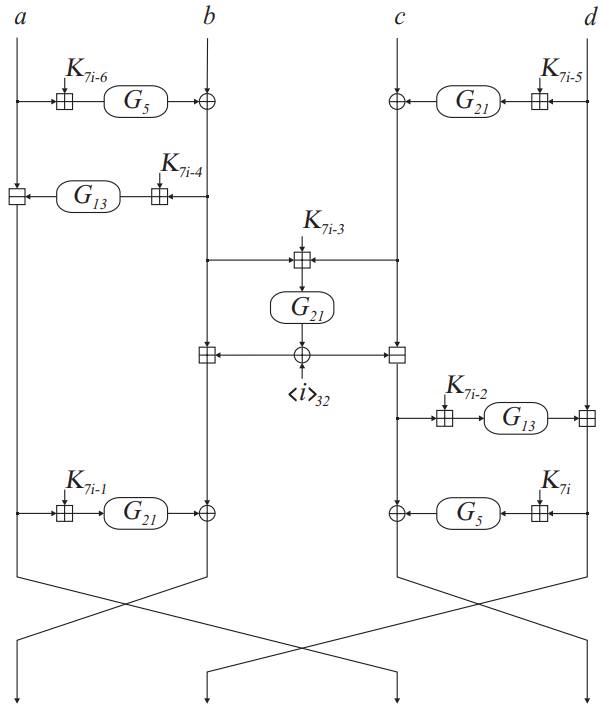 a b c d
K7i-6 K7i-5
G5 G21
K7i-4
G13
K7i-3
G21
<i>32
K7i-2
G13
K7i-1 K7i
G21 G5